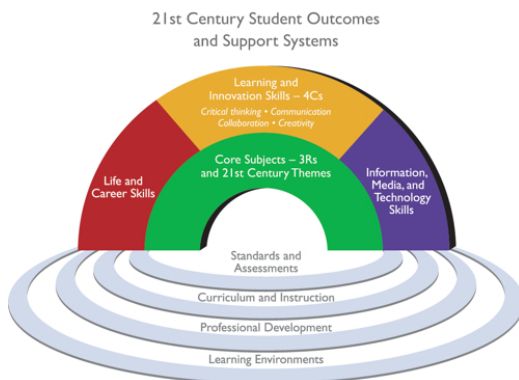 21st Century Student Outcomes
and Support Systems
Learning and
Innovation Skills – 4Cs
Critical thinking • Communication
Collaboration • Creativity
Core Subjects – 3Rs
and 21st Century Themes
Life and
Career Skills
Information,
Media, and
Technology
Skills
Standards and
Assessments
Curriculum and Instruction
Professional Development
Learning Environments